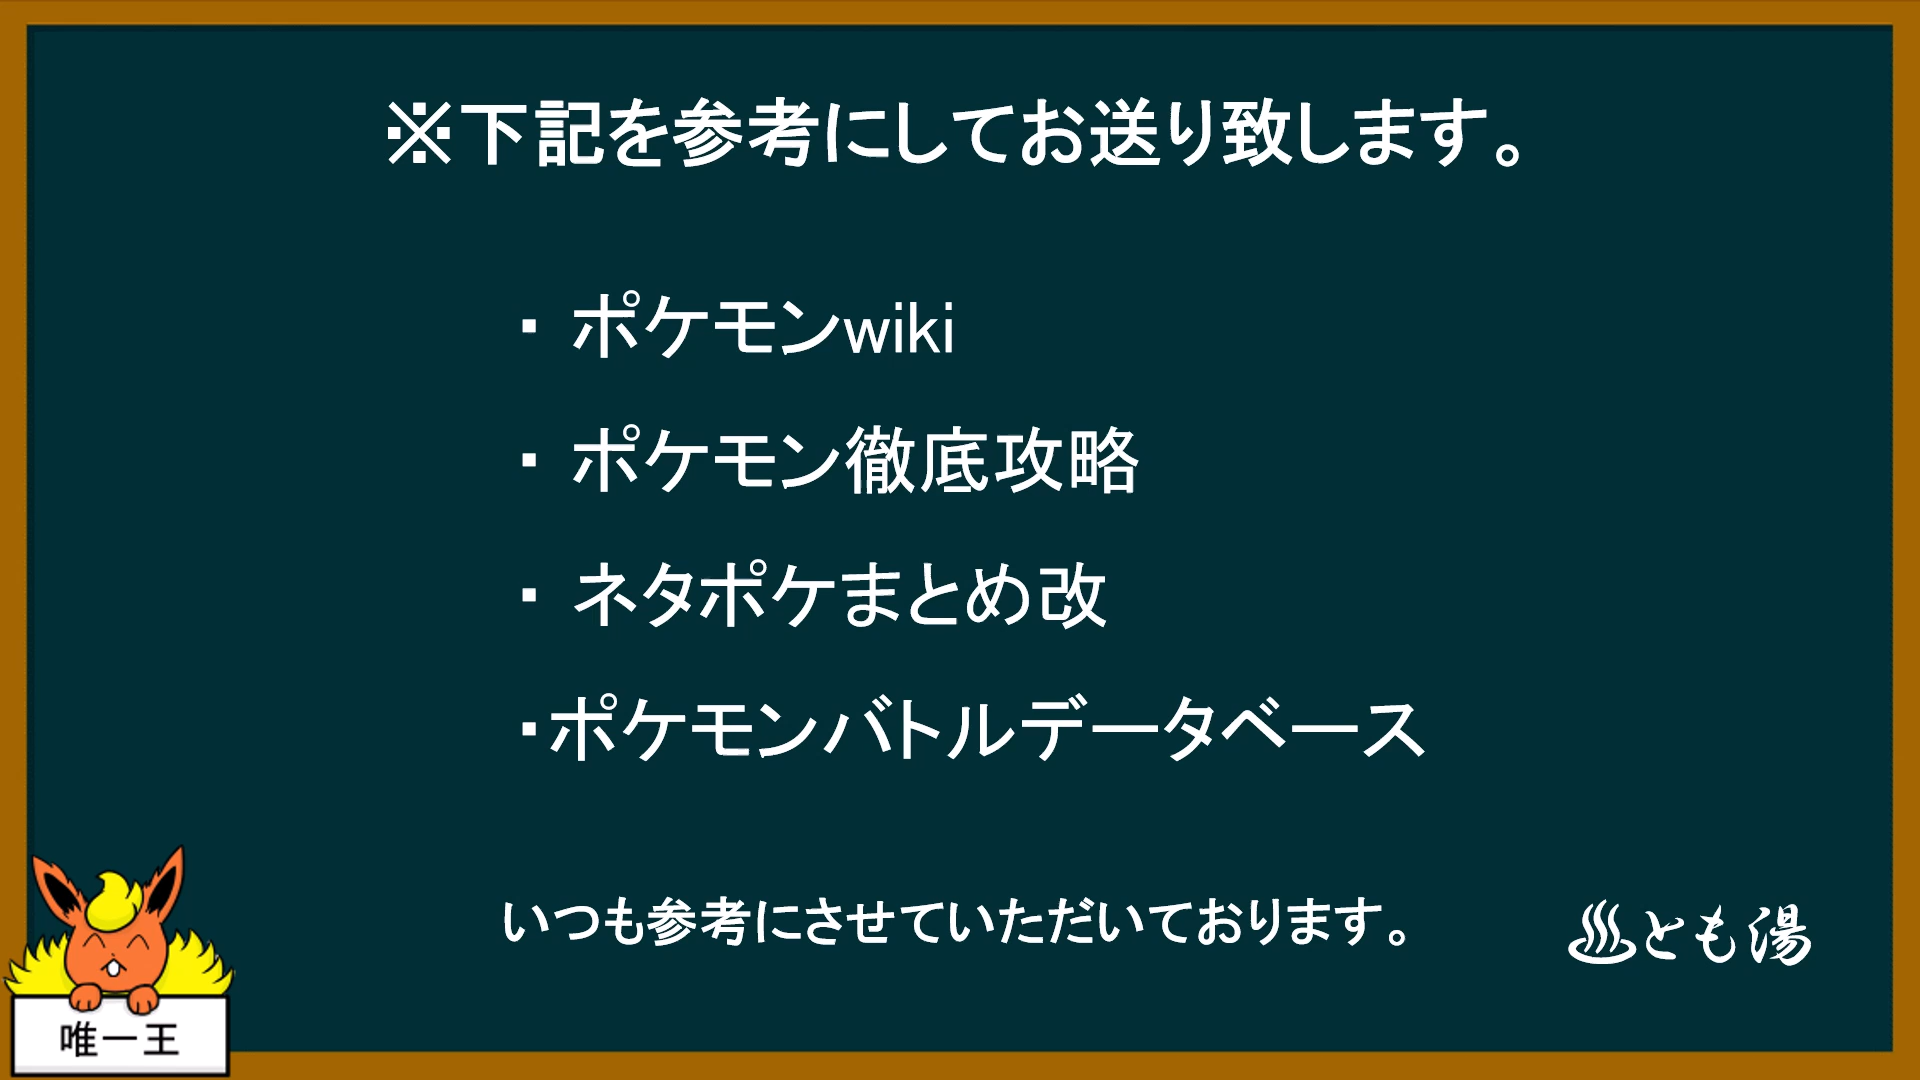 ※下記を参考にしてお送り致します。
・ ポケモンwiki
・ ポケモン徹底攻略
・ ネタポケまとめ改
・ポケモンバトルデータベース
いつも参考にさせていただいております。
♨とも湯
唯一王